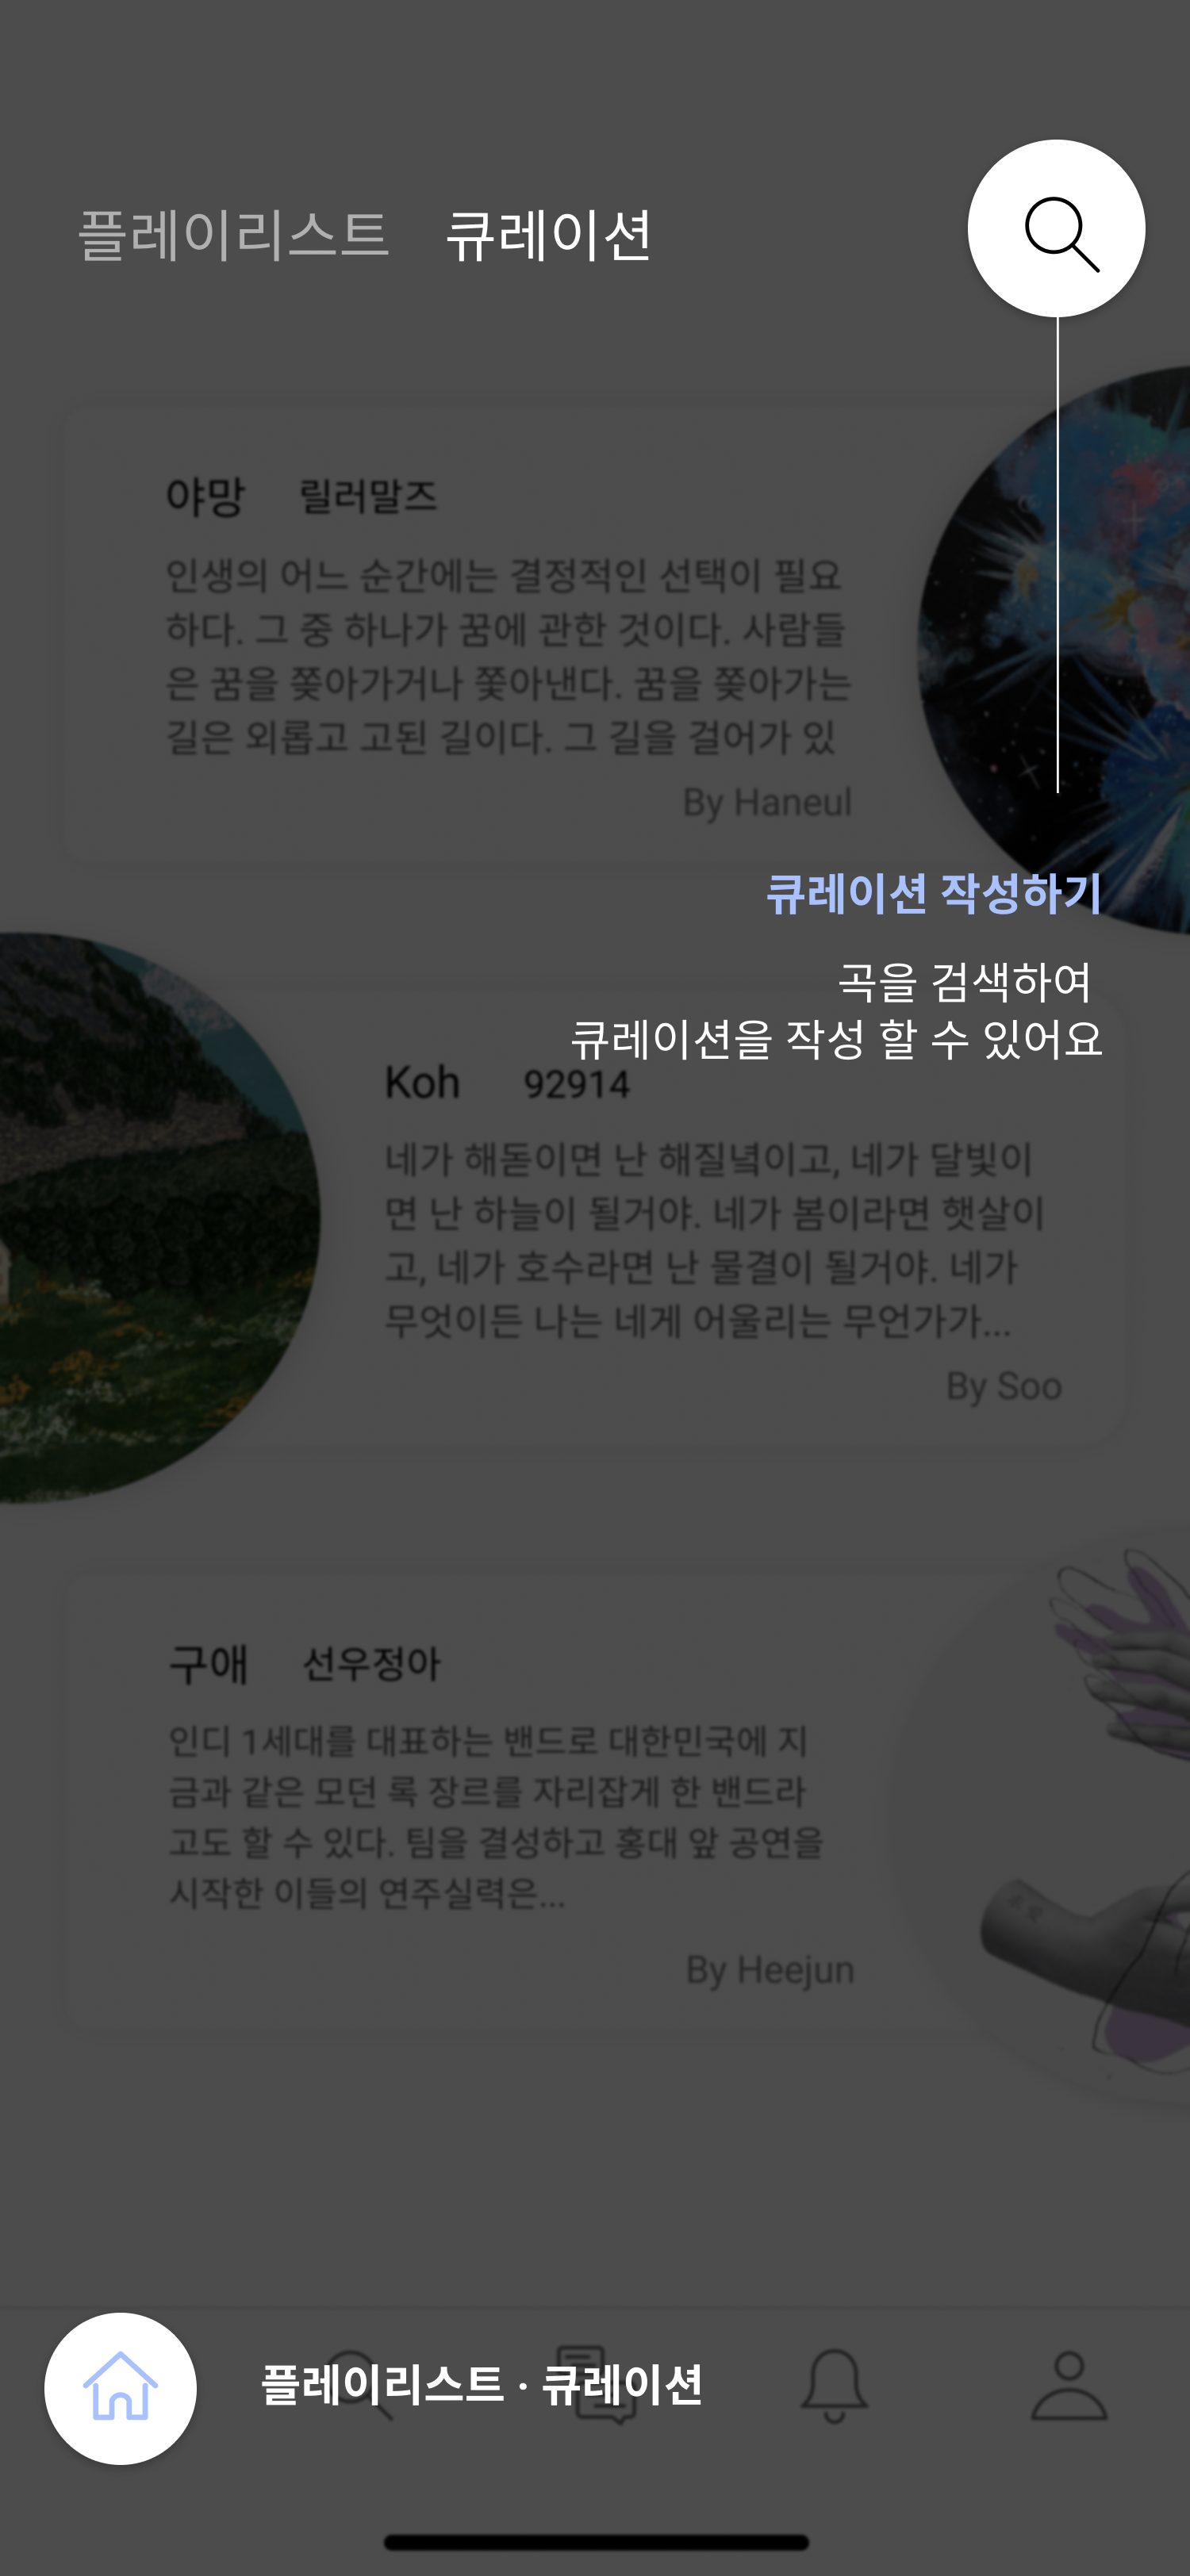 플레이리스트 큐레이션
야망 릴러말즈
인생의 어느 순간에는 결정적인 선택이 필요
하다. 그 중 하나가 꿈에 관한 것이다. 사람들
은 꿈을 쫓아가거나 쫓아낸다. 꿈을 쫓아가는
길은 외롭고 고된 길이다. 그 길을 걸어가 있
By Haneul
큐레이션 작성하기
곡을 검색하여
큐레이션을 작성 할 수 있어요
Koh 92914
네가 해돋이면 난 해질녘이고, 네가 달빛이
면 난 하늘이 될거야. 네가 봄이라면 햇살이
고, 네가 호수라면 난 물결이 될거야. 네가
무엇이든 나는 네게 어울리는 무언가가...
By Soo
구애 선우정아
인디 1세대를 대표하는 밴드로 대한민국에 지
금과 같은 모던 록 장르를 자리잡게 한 밴드라
고도 할 수 있다. 팀을 결성하고 홍대 앞 공연을
시작한 이들의 연주실력은...
By Heejun
플레이리스트 · 큐레이션